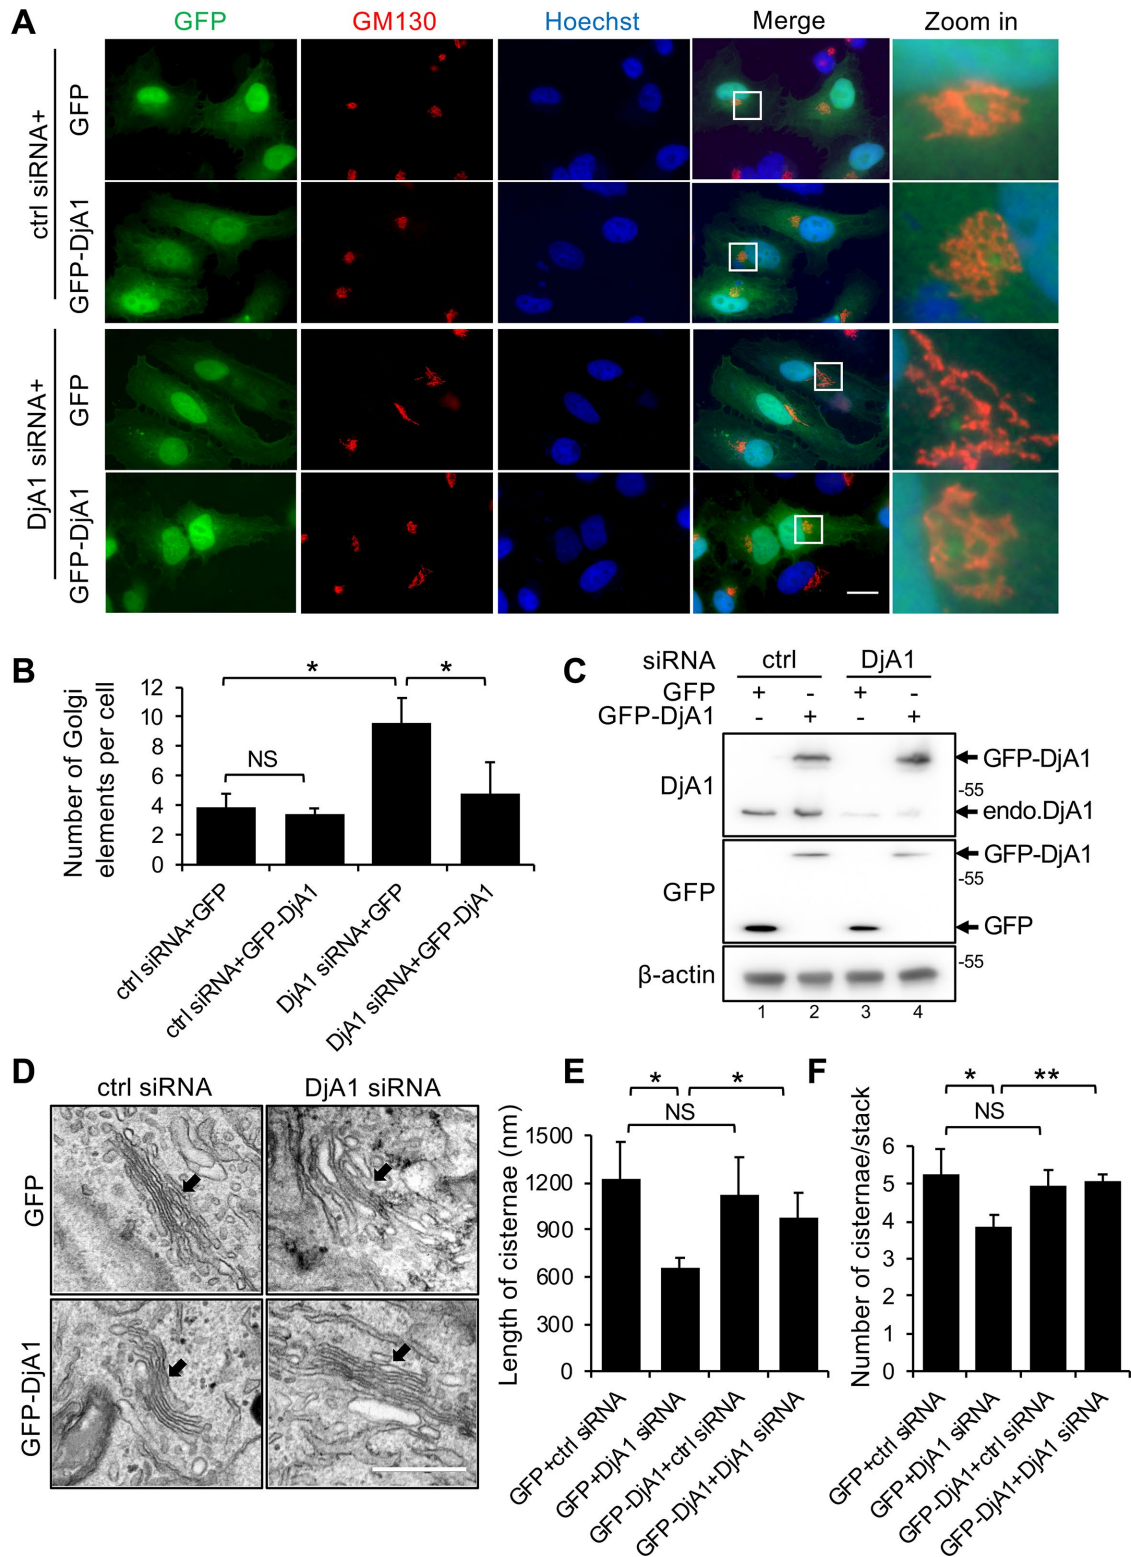 A
GFP GM130 Hoechst Merge Zoom in
ctrl siRNA+
GFP
GFP-DjA1
DjA1 siRNA+
GFP
GFP-DjA1
B
Number of Golgi
elements per cell
12
10
8
6
4
2
0
* *
NS
ctrl siRNA+GFP
ctrl siRNA+GFP-DjA1
DjA1 siRNA+GFP
DjA1 siRNA+GFP-DjA1
C
siRNA ctrl DjA1
GFP + - + -
GFP-DjA1 - + - +
DjA1
GFP-DjA1
-55
endo.DjA1
GFP
GFP-DjA1
-55
GFP
β-actin
-55
1 2 3 4
D
ctrl siRNA DjA1 siRNA
GFP
GFP-DjA1
E
Length of cisternae (nm)
1500
1200
900
600
300
0
* *
NS
GFP+ctrl siRNA
GFP+DjA1 siRNA
GFP-DjA1+ctrl siRNA
GFP-DjA1+DjA1 siRNA
F
Number of cisternae/stack
6
5
4
3
2
1
0
* **
NS
GFP+ctrl siRNA
GFP+DjA1 siRNA
GFP-DjA1+ctrl siRNA
GFP-DjA1+DjA1 siRNA